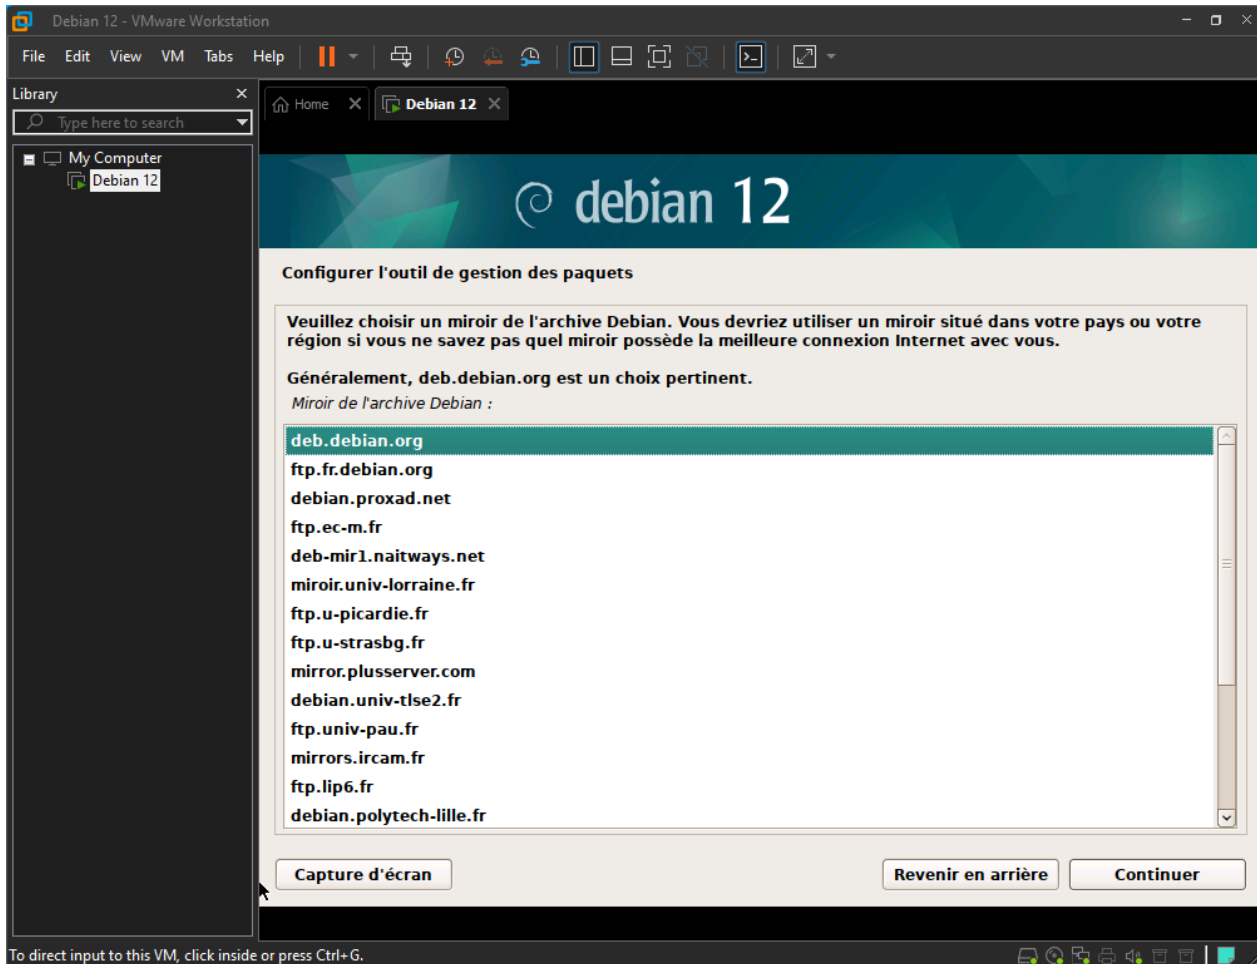 Debian 12 - VMware Workstation
File Edit View VM Tabs Help
Library
Type here to search
My Computer
Debian 12
Home
Debian 12
debian 12
Configurer l'outil de gestion des paquets
Veuillez choisir un miroir de l'archive Debian. Vous devriez utiliser un miroir situé dans votre pays ou votre
région si vous ne savez pas quel miroir possède la meilleure connexion Internet avec vous.
Généralement, deb.debian.org est un choix pertinent.
Miroir de l'archive Debian :
deb.debian.org
ftp.fr.debian.org
debian.proxad.net
ftp.ec-m.fr
deb-mir1.naitways.net
miroir.univ-lorraine.fr
ftp.u-picardie.fr
ftp.u-strasbg.fr
mirror.plusserver.com
debian.univ-tlse2.fr
ftp.univ-pau.fr
mirrors.ircam.fr
ftp.lip6.fr
debian.polytech-lille.fr
Capture d'écran
Revenir en arrière
Continuer
To direct input to this VM, click inside or press Ctrl+G.